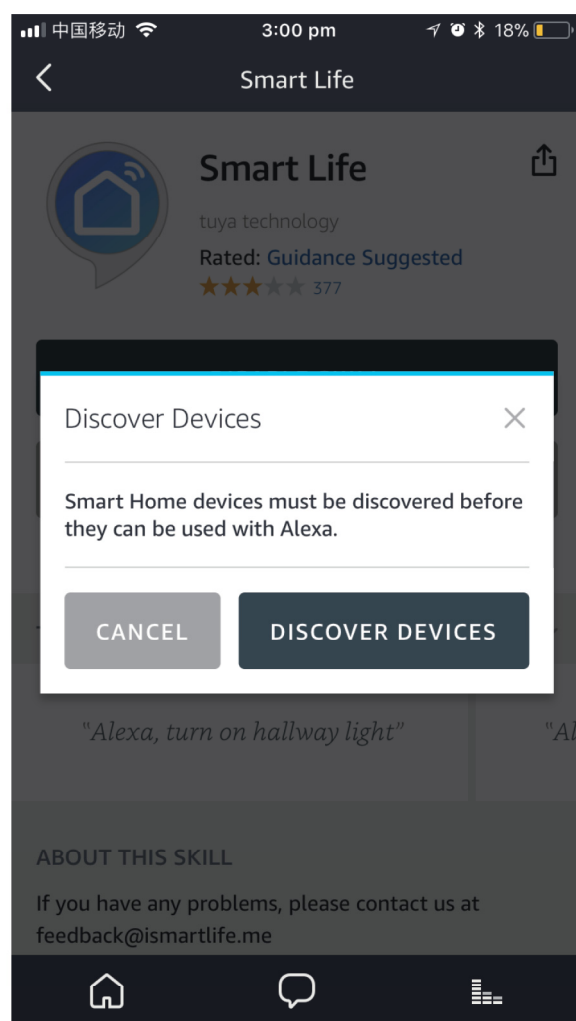 中国移动 3:00 pm 18%
Smart Life
Smart Life
tuya technology
Rated: Guidance Suggested
377
Discover Devices
Smart Home devices must be discovered before
they can be used with Alexa.
CANCEL DISCOVER DEVICES
"Alexa, turn on hallway light" "Al
ABOUT THIS SKILL
If you have any problems, please contact us at
feedback@ismartlife.me